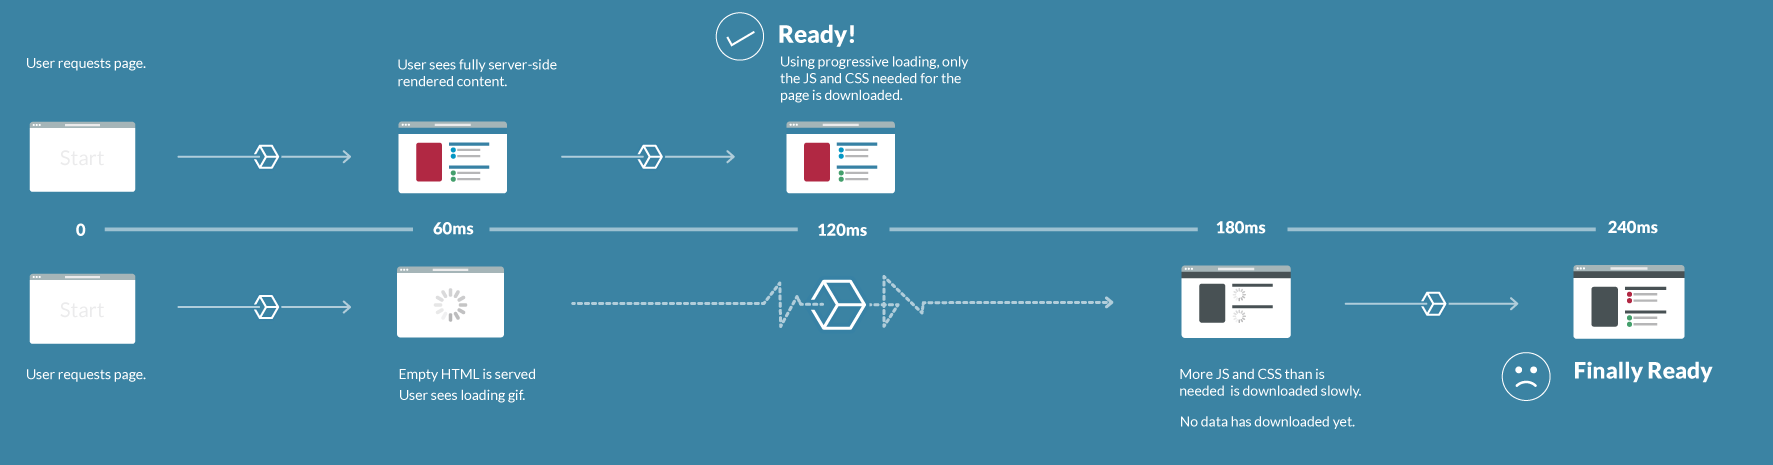 Ready!
User requests page.
User sees fully server-side
rendered content.
Using progressive loading, only
the JS and CSS needed for the
page is downloaded.
Start
0
60ms
120ms
180ms
240ms
Start
User requests page.
Empty HTML is served
User sees loading gif.
More JS and CSS than is
needed is downloaded slowly.
No data has downloaded yet.
Finally Ready